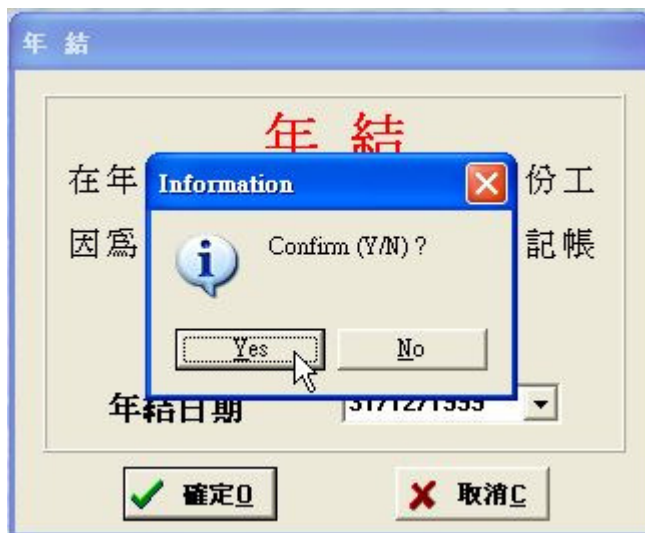 年 結
年 結
在年
份工
因爲
記帳
Information
Confirm (Y/N) ?
Yes
No
年結日期
31/12/1999
確定O
取消C